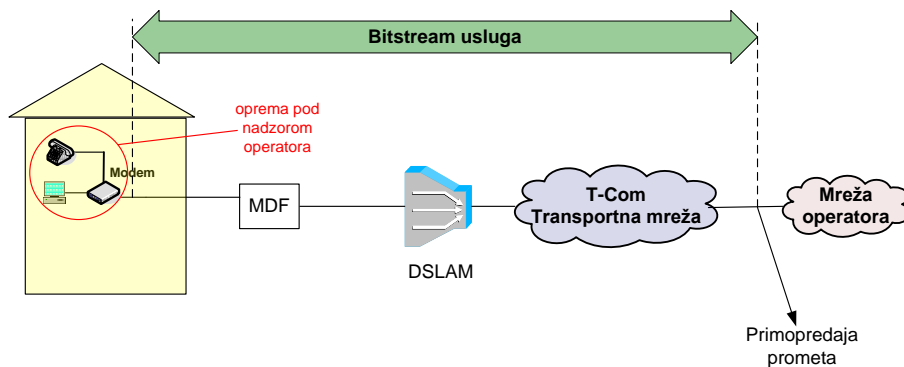 Bitstream usluga
oprema pod
nadzorom
operatora
Modem
MDF
DSLAM
T-Com
Transportna mreža
Mreža
operatora
Primopredaja
prometa